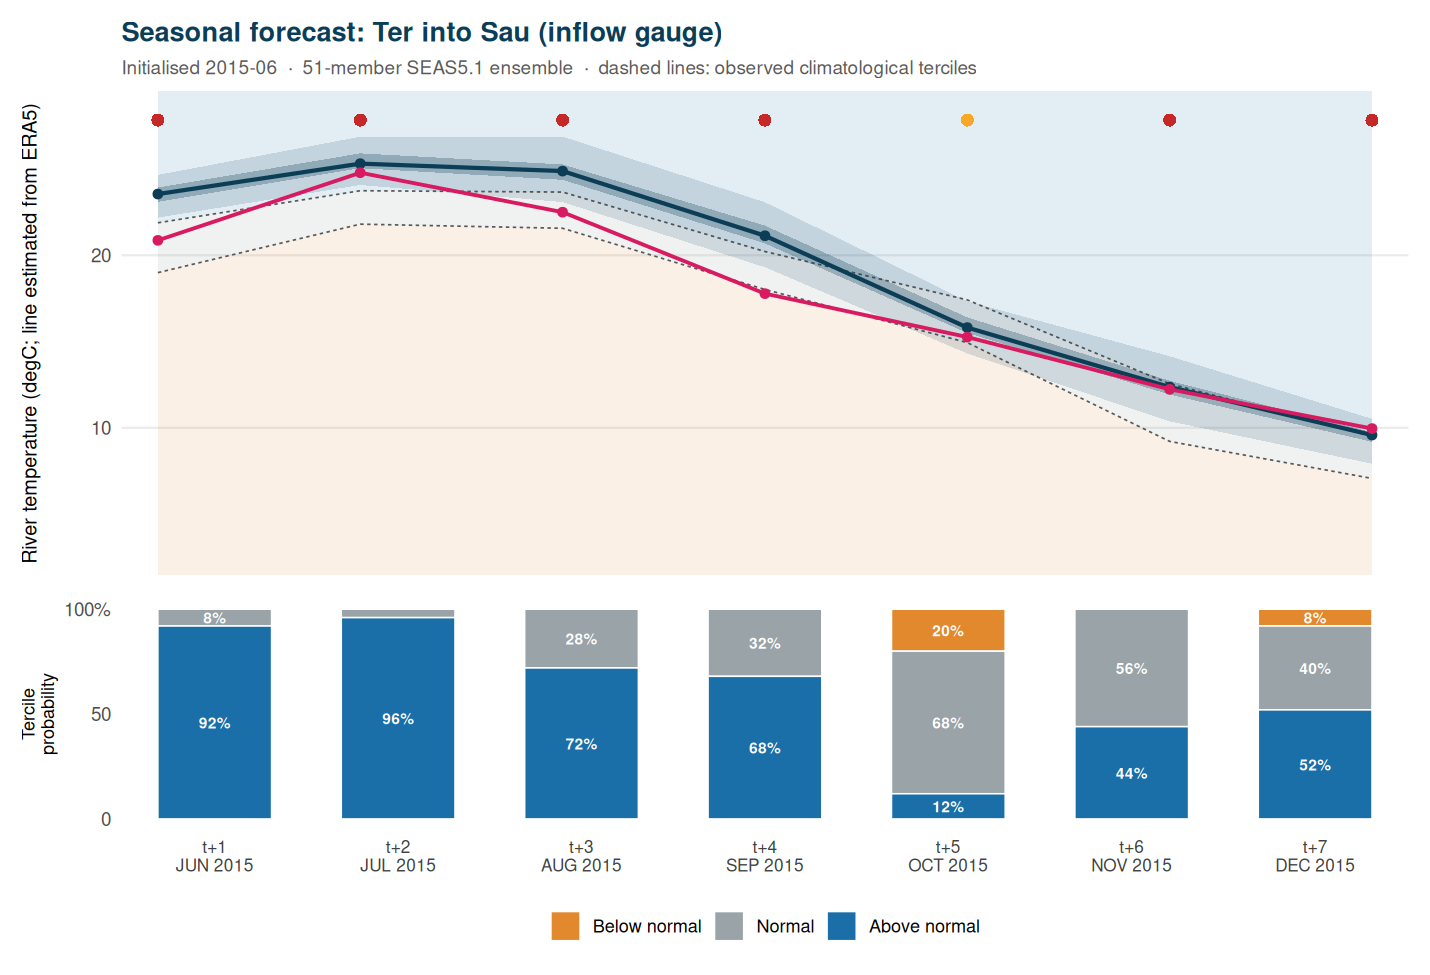 Seasonal forecast: Ter into Sau (inflow gauge)
Initialised 2015-06 · 51-member SEAS5.1 ensemble · dashed lines: observed climatological terciles
River temperature (degC; line estimated from ERA5)
20
10
Tercile
probability
100%
50
0
8%
92%
96%
28%
72%
32%
68%
20%
68%
12%
56%
44%
8%
40%
52%
t+1
JUN 2015
t+2
JUL 2015
t+3
AUG 2015
t+4
SEP 2015
t+5
OCT 2015
t+6
NOV 2015
t+7
DEC 2015
Below normal
Normal
Above normal